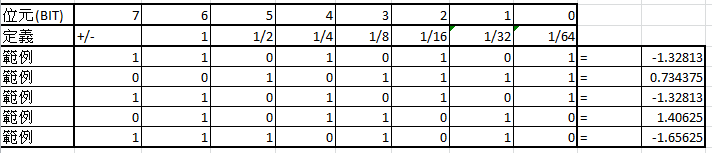 位元(BIT) 7 6 5 4 3 2 1 0
定義 +/- 1 1/2 1/4 1/8 1/16 1/32 1/64
範例 1 1 0 1 0 1 0 1 = -1.32813
範例 0 0 1 0 1 1 1 1 = 0.734375
範例 1 1 0 1 0 1 0 1 = -1.32813
範例 0 1 0 1 1 0 1 0 = 1.40625
範例 1 1 1 0 1 0 1 0 = -1.65625